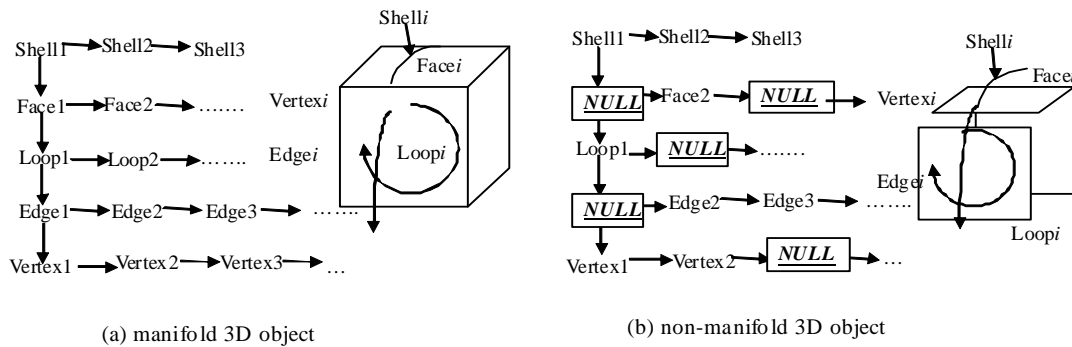 Shell1 Shell2 Shell3
Face1 Face2 …….
Loop1 Loop2 …….
Edge1 Edge2 Edge3 …….
Vertex1 Vertex2 Vertex3 …
Shelli
Facei
Vertexi
Edgei
Loopi
(a) manifold 3D object
Shell1 Shell2 Shell3
NULL Face2 NULL
Loop1 NULL …….
NULL Edge2 Edge3 …….
Vertex1 Vertex2 NULL …
Shelli
Facei
Vertexi
Edgei
Loopi
(b) non-manifold 3D object